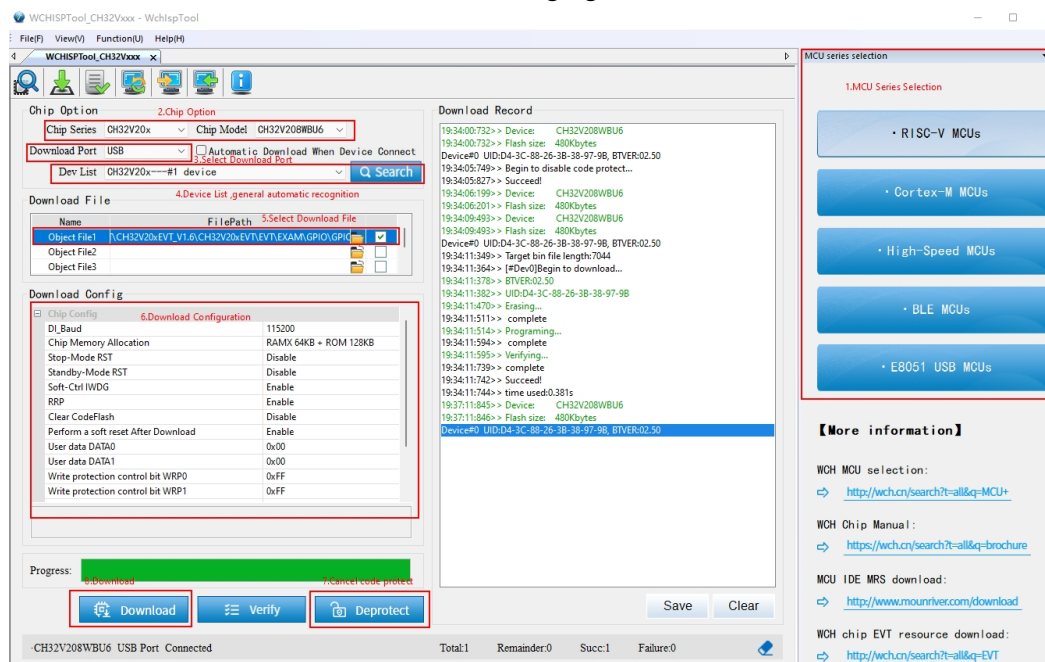 WCHISPTool_CH32Vxxx - WchIspTool
File(F) View(V) Function(U) Help(H)
WCHISPTool_CH32Vxxx x
Chip Option
2.Chip Option
Chip Series CH32V20x Chip Model CH32V208WBU6
Download Port USB Automatic Download When Device Connect
3.Select Download Port
Dev List CH32V20x---#1 device Search
4.Device List ,general automatic recognition
Download File
Name FilePath 5.Select Download File
Object File1 \CH32V20xEVT_V1.6\CH32V20xEVT\EVT\EXAM\GPIO\GPIO
Object File2
Object File3
Download Config
Chip Config 6.Download Configuration
DI_Baud 115200
Chip Memory Allocation RAMX 64KB + ROM 128KB
Stop-Mode RST Disable
Standby-Mode RST Disable
Soft-Ctrl IWDG Enable
RRP Enable
Clear CodeFlash Disable
Perform a soft reset After Download Enable
User data DATA0 0x00
User data DATA1 0x00
Write protection control bit WRP0 0xFF
Write protection control bit WRP1 0xFF
Progress:
8.Download 7.Cancel code protect
Download Verify Deprotect
Download Record
19:34:00:732>> Device: CH32V208WBU6
19:34:00:732>> Flash size: 480Kbytes
Device#0 UID:D4-3C-88-26-3B-38-97-9B, BTVER:02.50
19:34:05:749>> Begin to disable code protect...
19:34:05:827>> Succeed!
19:34:06:199>> Device: CH32V208WBU6
19:34:06:201>> Flash size: 480Kbytes
19:34:09:493>> Device: CH32V208WBU6
19:34:09:493>> Flash size: 480Kbytes
Device#0 UID:D4-3C-88-26-3B-38-97-9B, BTVER:02.50
19:34:11:349>> Target bin file length:7044
19:34:11:364>> [#Dev0]Begin to download...
19:34:11:378>> BTVER:02.50
19:34:11:382>> UID:D4-3C-88-26-3B-38-97-9B
19:34:11:470>> Erasing...
19:34:11:511>> complete
19:34:11:514>> Programing...
19:34:11:594>> complete
19:34:11:595>> Verifying...
19:34:11:739>> complete
19:34:11:742>> Succeed!
19:34:11:744>> time used:0.381s
19:37:11:845>> Device: CH32V208WBU6
19:37:11:846>> Flash size: 480Kbytes
Device#0 UID:D4-3C-88-26-3B-38-97-9B, BTVER:02.50
Save Clear
MCU series selection
1.MCU Series Selection
· RISC-V MCUs
· Cortex-M MCUs
· High-Speed MCUs
· BLE MCUs
· E8051 USB MCUs
【More information】
WCH MCU selection:
http://wch.cn/search?t=all&q=MCU+
WCH Chip Manual:
https://wch.cn/search?t=all&q=brochure
MCU IDE MRS download:
http://www.mounriver.com/download
WCH chip EVT resource download:
http://wch.cn/search?t=all&q=EVT
·CH32V208WBU6 USB Port Connected Total:1 Remainder:0 Succ:1 Failure:0